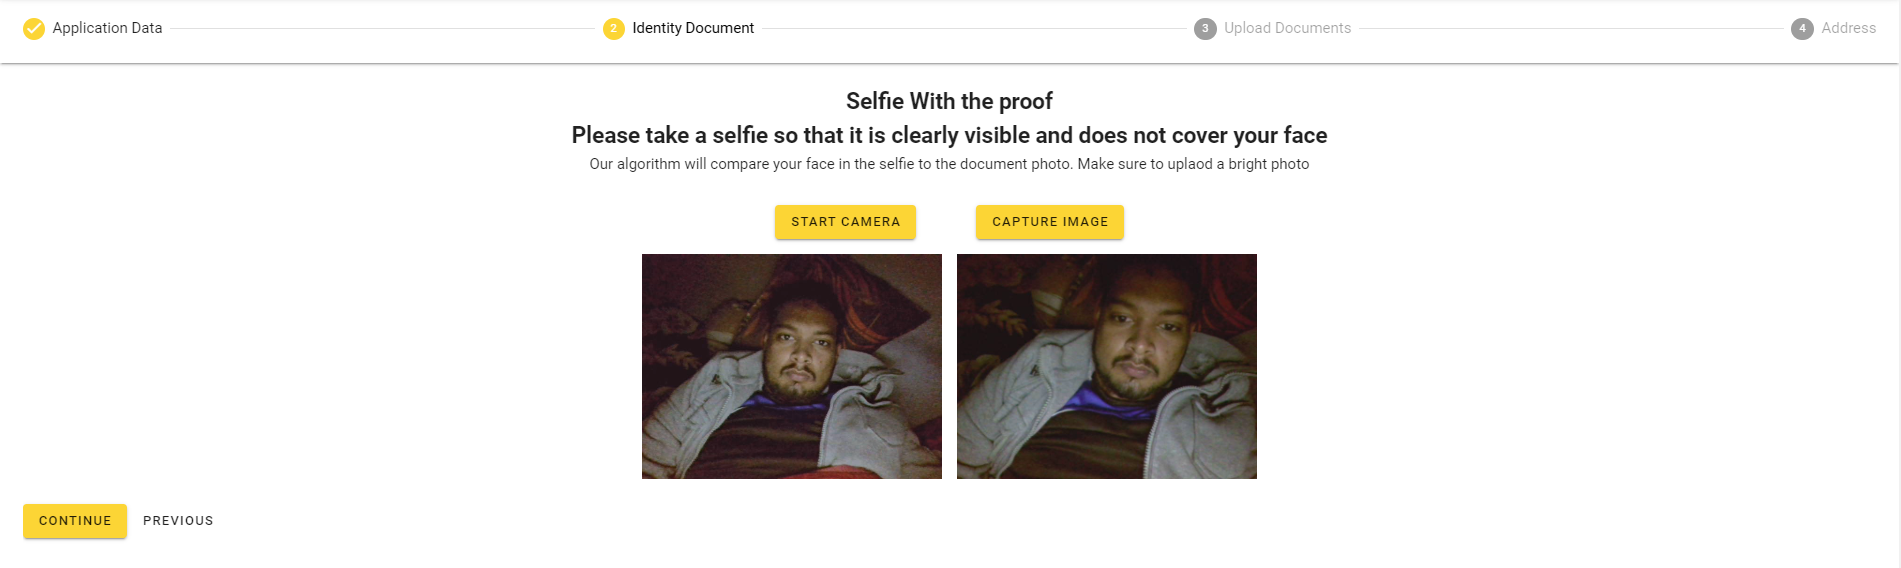 Application Data
2 Identity Document
3 Upload Documents
4 Address
Selfie With the proof
Please take a selfie so that it is clearly visible and does not cover your face
Our algorithm will compare your face in the selfie to the document photo. Make sure to uplaod a bright photo
START CAMERA
CAPTURE IMAGE
CONTINUE
PREVIOUS